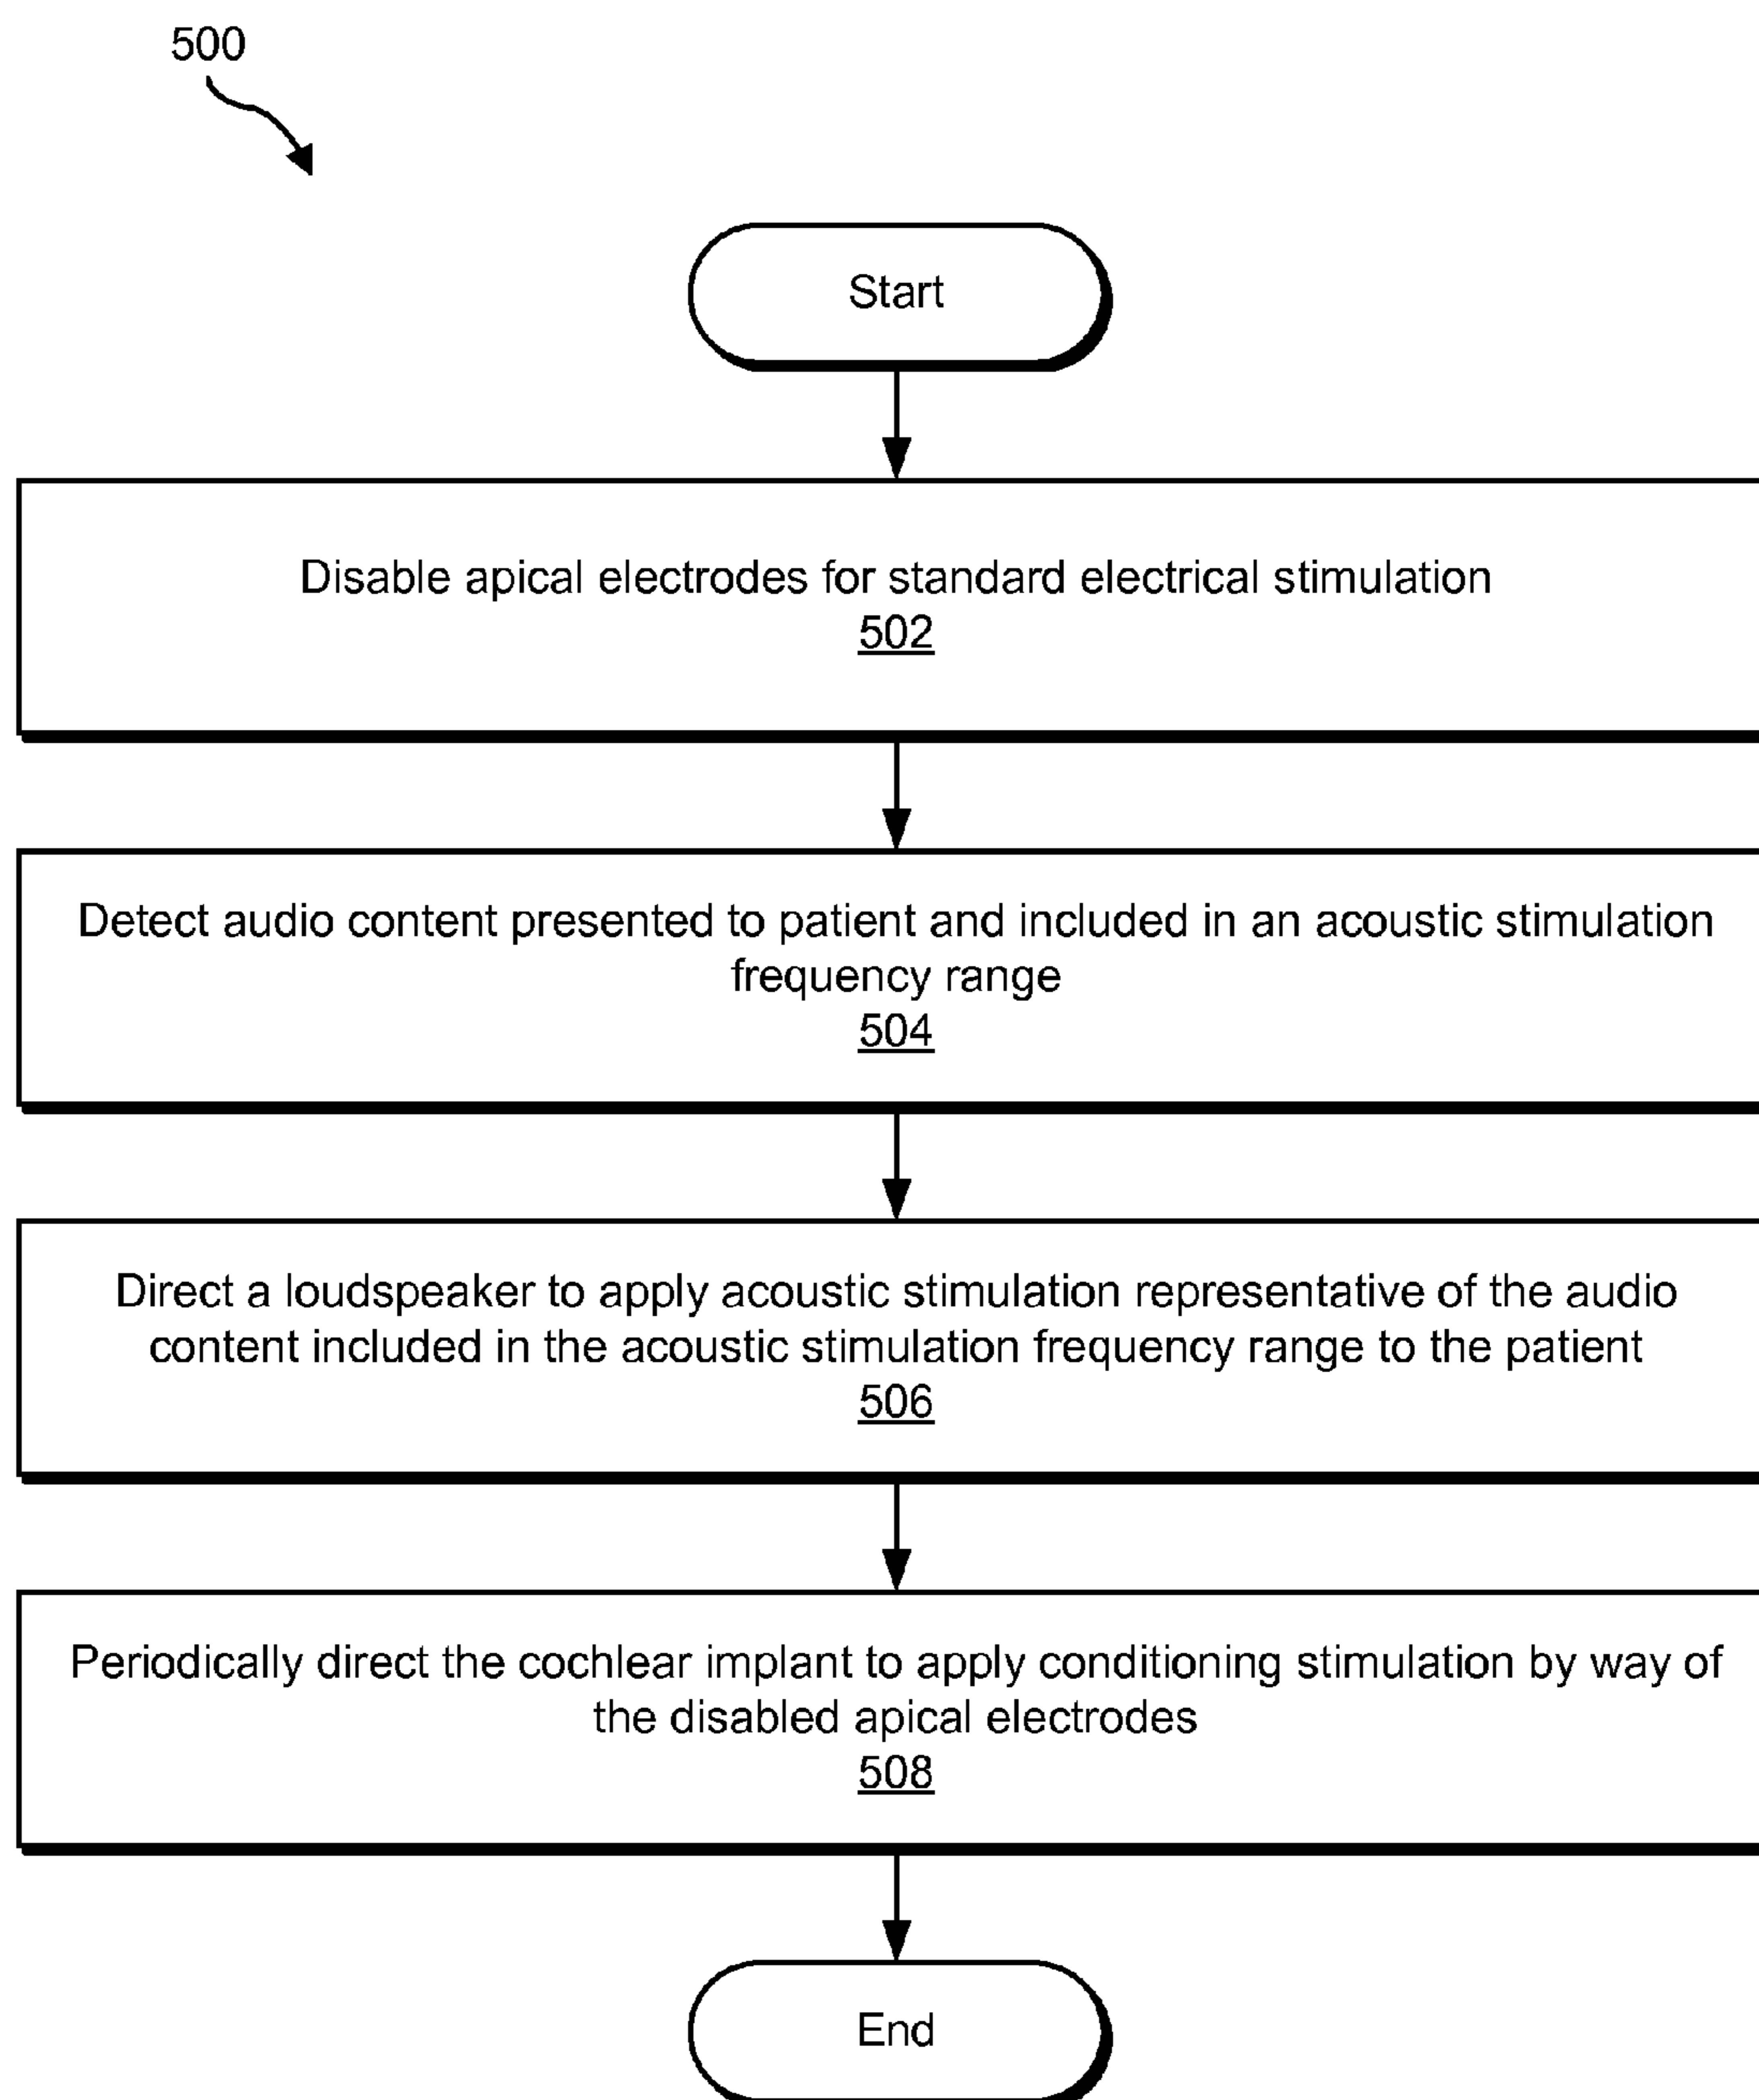 500
Start
Disable apical electrodes for standard electrical stimulation
502
Detect audio content presented to patient and included in an acoustic stimulation
frequency range
504
Direct a loudspeaker to apply acoustic stimulation representative of the audio
content included in the acoustic stimulation frequency range to the patient
506
Periodically direct the cochlear implant to apply conditioning stimulation by way of
the disabled apical electrodes
508
End